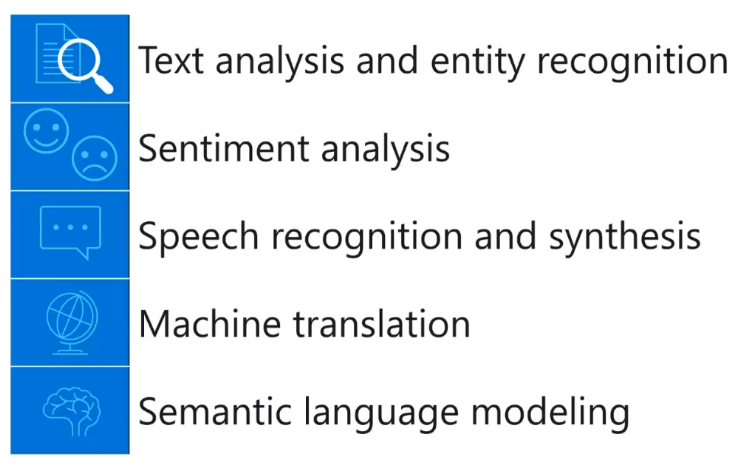 Text analysis and entity recognition
Sentiment analysis
Speech recognition and synthesis
Machine translation
Semantic language modeling